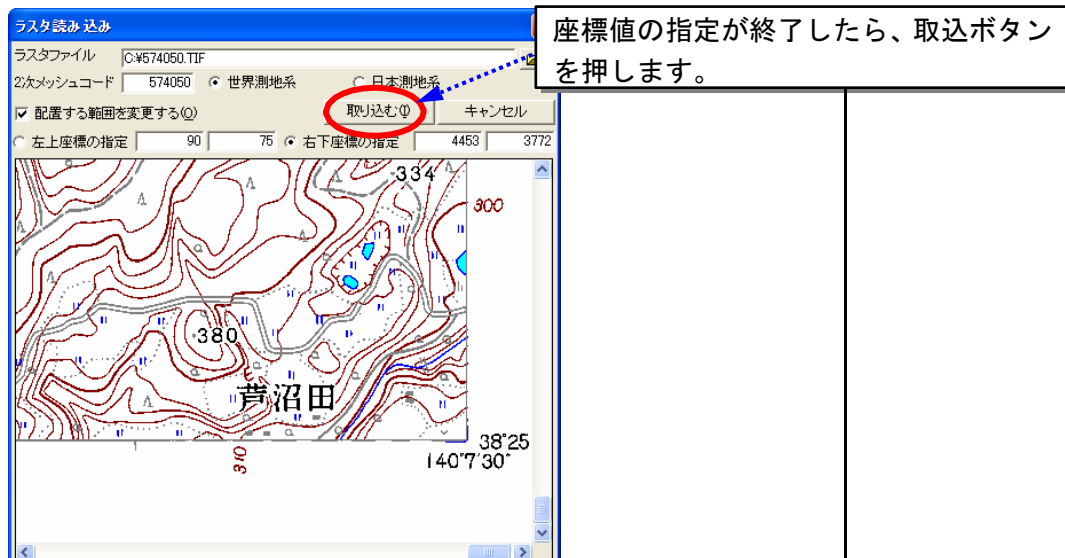 ラスタ読み込み
座標値の指定が終了したら、取込ボタン
を押します。
ラスタファイル C:¥574050.TIF
2次メッシュコード 574050 世界測地系 日本測地系
配置する範囲を変更する(O) 取り込む(I) キャンセル
左上座標の指定 90 75 右下座標の指定 4453 3772
334
300
380
芦沼田
38°25
310
140°7'30"